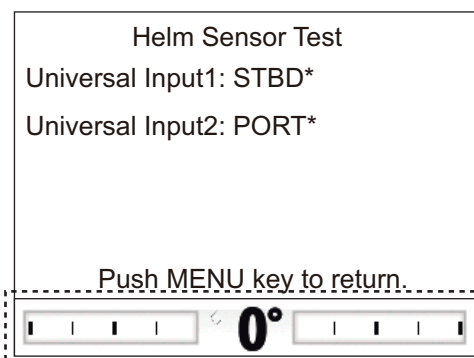 Helm Sensor Test
Universal Input1: STBD*
Universal Input2: PORT*
Push MENU key to return.
0°